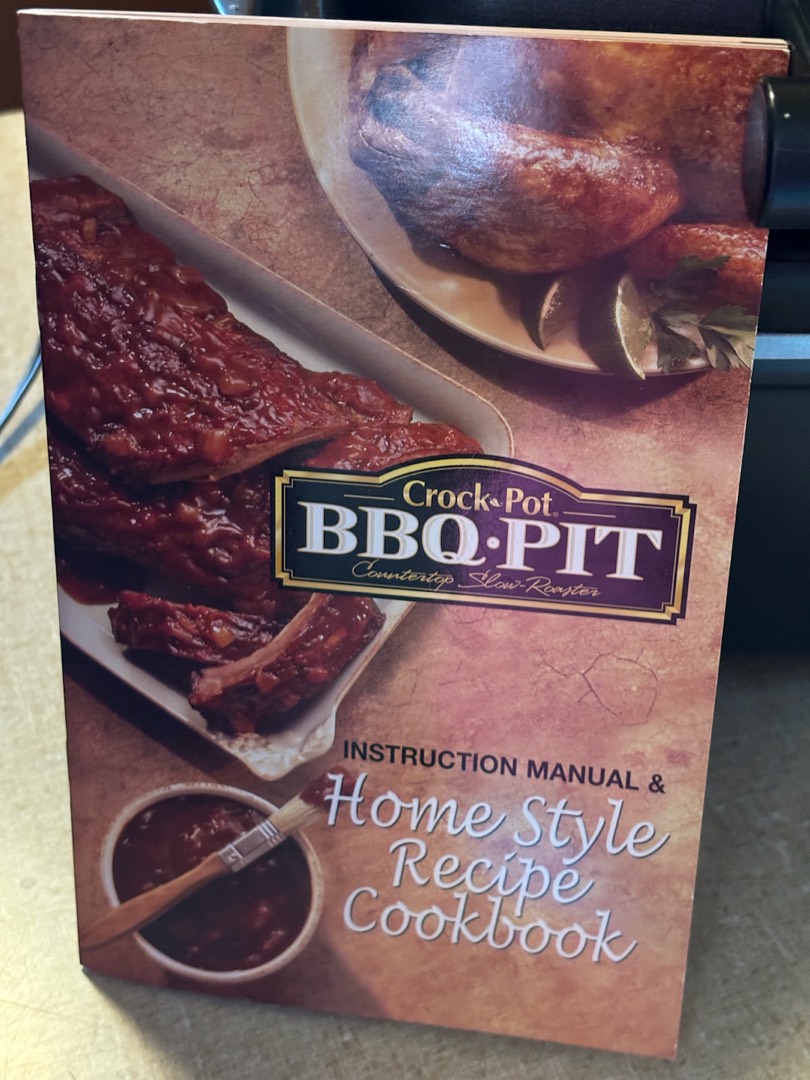 Crock·Pot®
BBQ·PIT
Countertop Slow-Roaster
INSTRUCTION MANUAL &
Home Style
Recipe
Cookbook